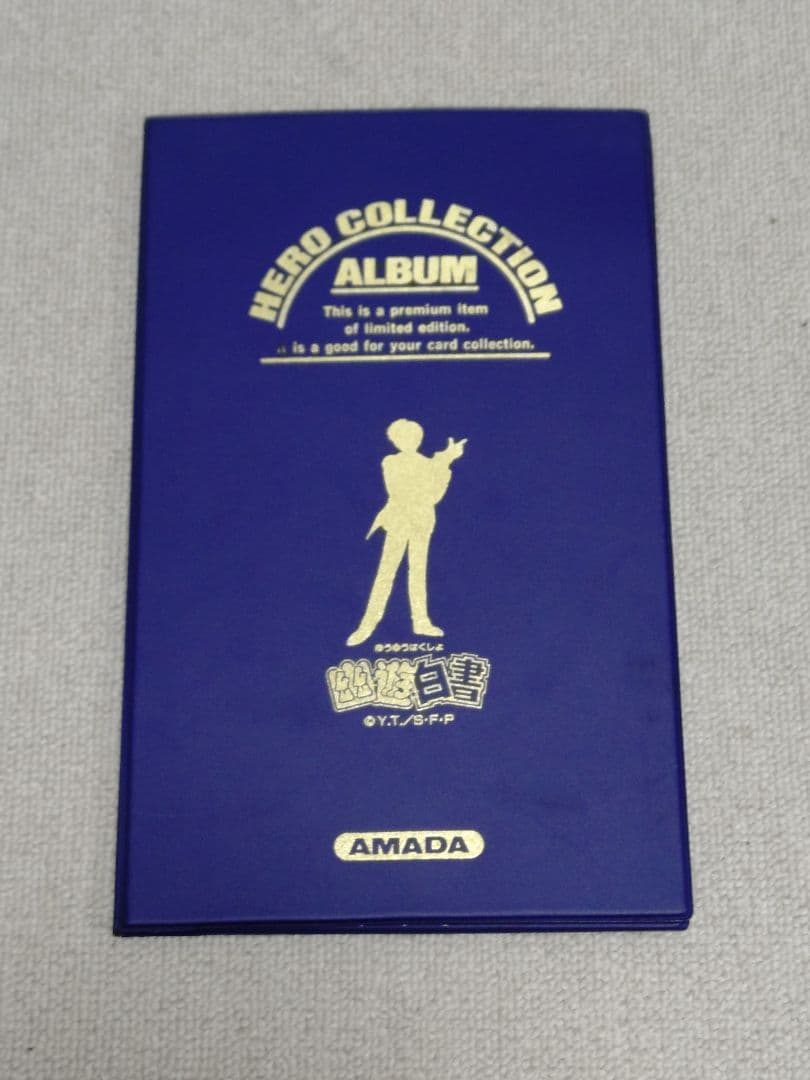 HERO COLLECTION
ALBUM
This is a premium item
of limited edition.
is a good for your card collection.
ゆうゆうはくしょ
幽遊白書
©Y.T./S・F・P
AMADA